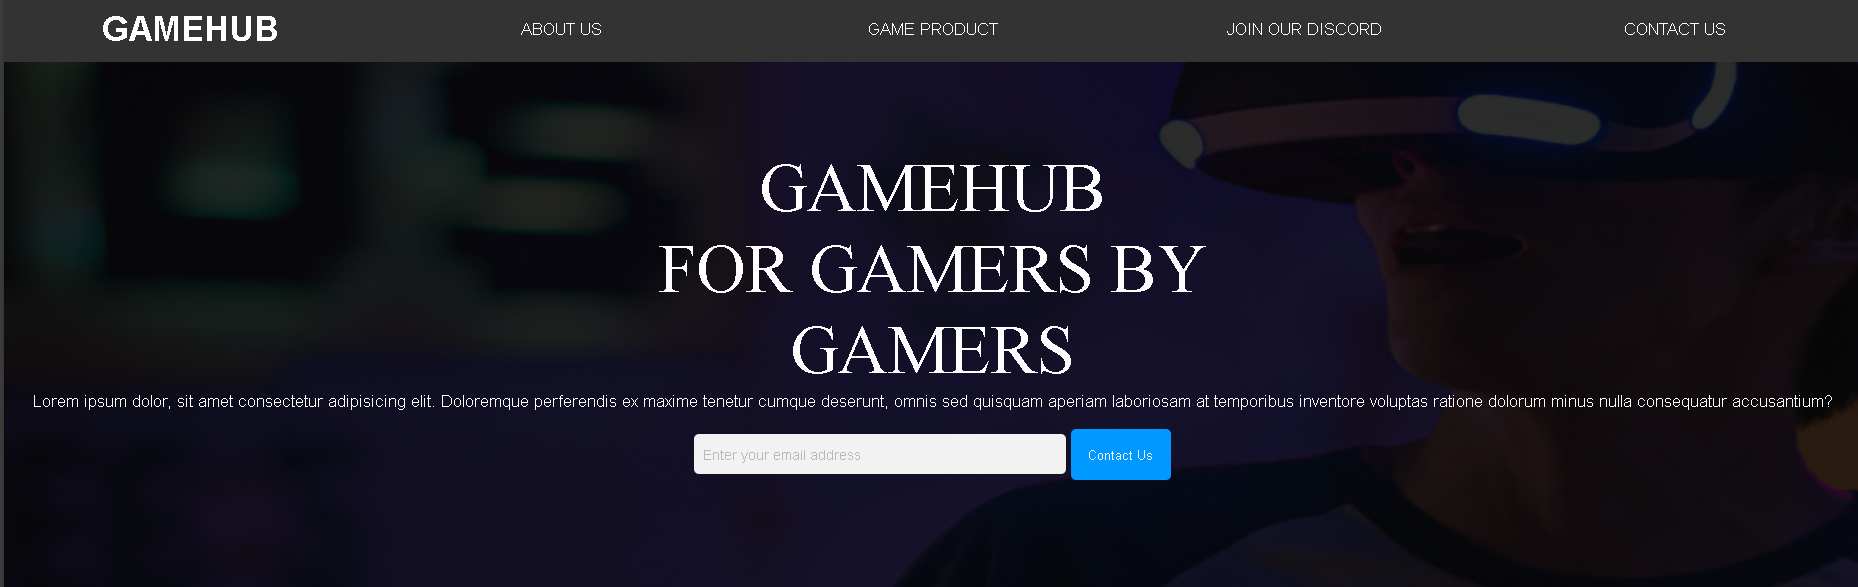 GAMEHUB ABOUT US GAME PRODUCT JOIN OUR DISCORD CONTACT US
GAMEHUB
FOR GAMERS BY
GAMERS
Lorem ipsum dolor, sit amet consectetur adipisicing elit. Doloremque perferendis ex maxime tenetur cumque deserunt, omnis sed quisquam aperiam laboriosam at temporibus inventore voluptas ratione dolorum minus nulla consequatur accusantium?
Enter your email address Contact Us